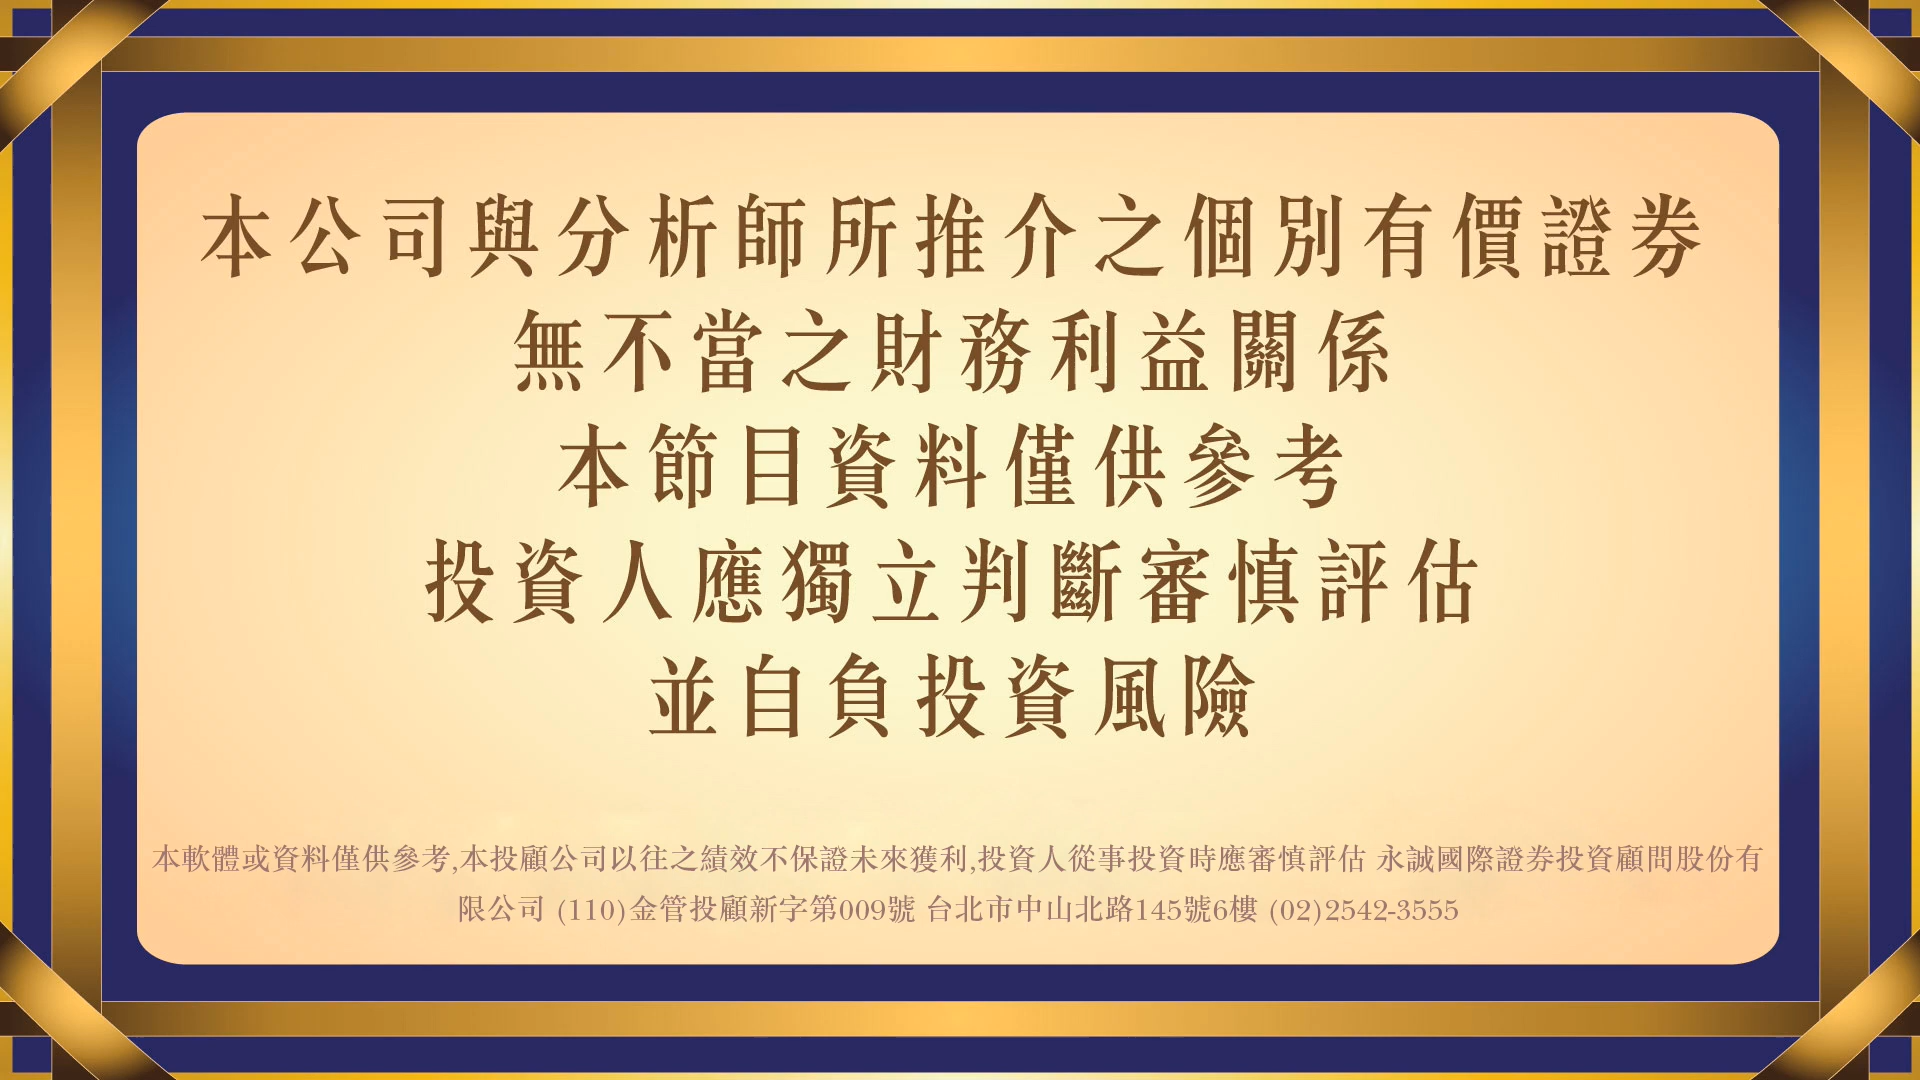 本公司與分析師所推介之個別有價證券
無不當之財務利益關係
本節目資料僅供參考
投資人應獨立判斷審慎評估
並自負投資風險
本軟體或資料僅供參考,本投顧公司以往之績效不保證未來獲利,投資人從事投資時應審慎評估 永誠國際證券投資顧問股份有
限公司 (110)金管投顧新字第009號 台北市中山北路145號6樓 (02)2542-3555